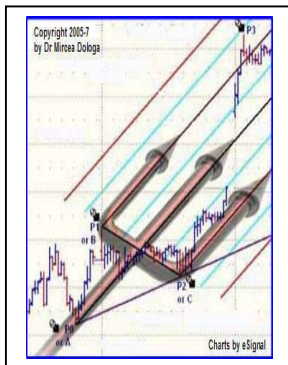 Copyright 2005-7
by Dr Mircea Dologa
P3
P1
or B
P2
or C
P0
or A
Charts by eSignal